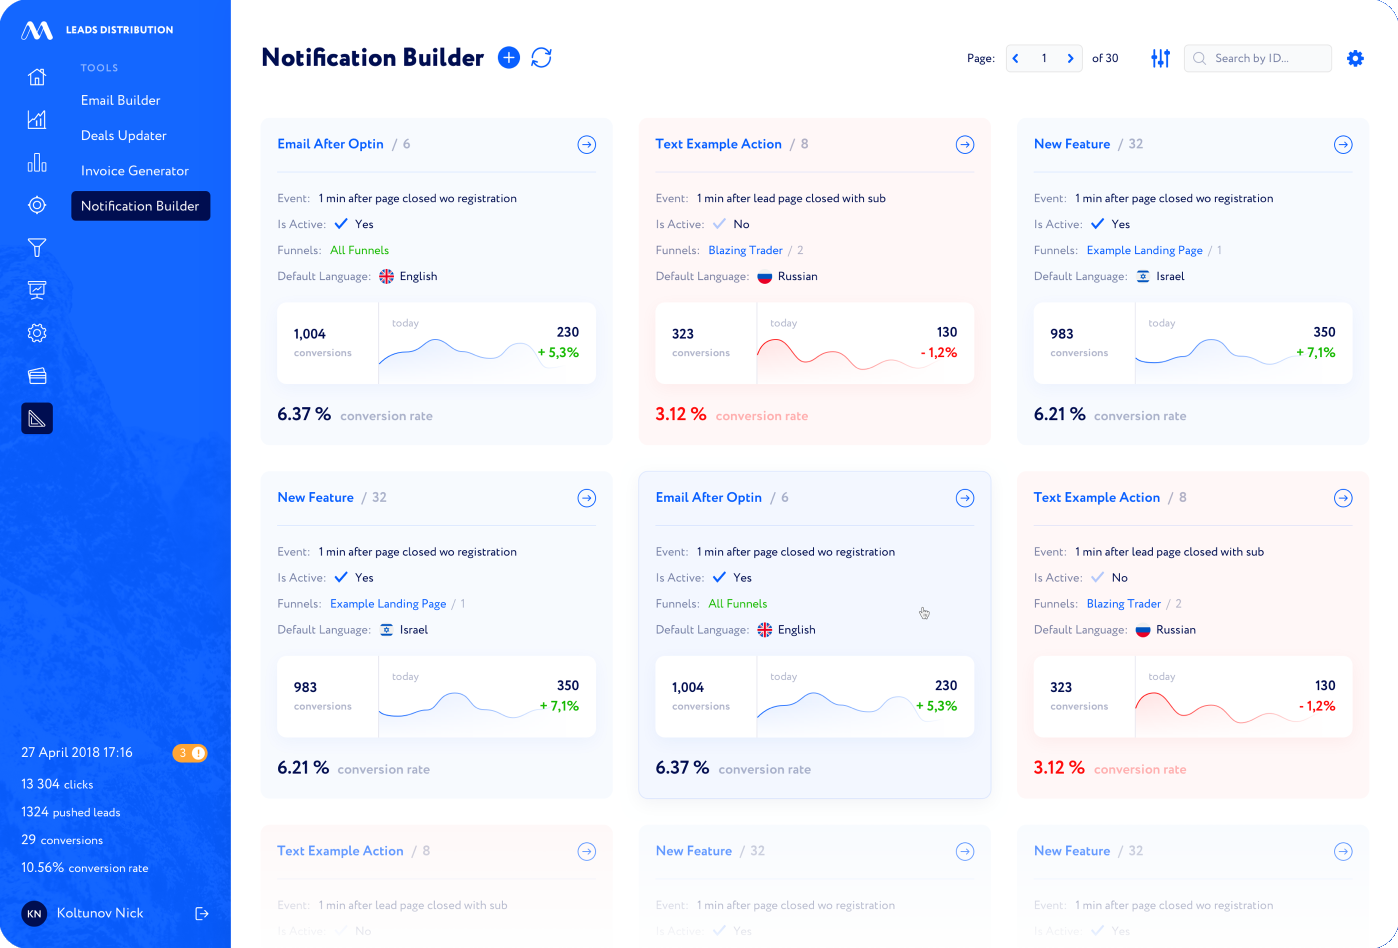 LEADS DISTRIBUTION
TOOLS
Email Builder
Deals Updater
Invoice Generator
Notification Builder
27 April 2018 17:16
3
13 304 clicks
1324 pushed leads
29 conversions
10.56% conversion rate
KN Koltunov Nick
Notification Builder
Page: 1 of 30
Search by ID...
Email After Optin / 6
Event: 1 min after page closed wo registration
Is Active: Yes
Funnels: All Funnels
Default Language: English
1,004
conversions
today
230
+ 5,3%
6.37 % conversion rate
Text Example Action / 8
Event: 1 min after lead page closed with sub
Is Active: No
Funnels: Blazing Trader / 2
Default Language: Russian
323
conversions
today
130
- 1,2%
3.12 % conversion rate
New Feature / 32
Event: 1 min after page closed wo registration
Is Active: Yes
Funnels: Example Landing Page / 1
Default Language: Israel
983
conversions
today
350
+ 7,1%
6.21 % conversion rate
New Feature / 32
Event: 1 min after page closed wo registration
Is Active: Yes
Funnels: Example Landing Page / 1
Default Language: Israel
983
conversions
today
350
+ 7,1%
6.21 % conversion rate
Email After Optin / 6
Event: 1 min after page closed wo registration
Is Active: Yes
Funnels: All Funnels
Default Language: English
1,004
conversions
today
230
+ 5,3%
6.37 % conversion rate
Text Example Action / 8
Event: 1 min after lead page closed with sub
Is Active: No
Funnels: Blazing Trader / 2
Default Language: Russian
323
conversions
today
130
- 1,2%
3.12 % conversion rate
Text Example Action / 8
Event: 1 min after lead page closed with sub
Is Active: No
New Feature / 32
Event: 1 min after page closed wo registration
Is Active: Yes
New Feature / 32
Event: 1 min after page closed wo registration
Is Active: Yes